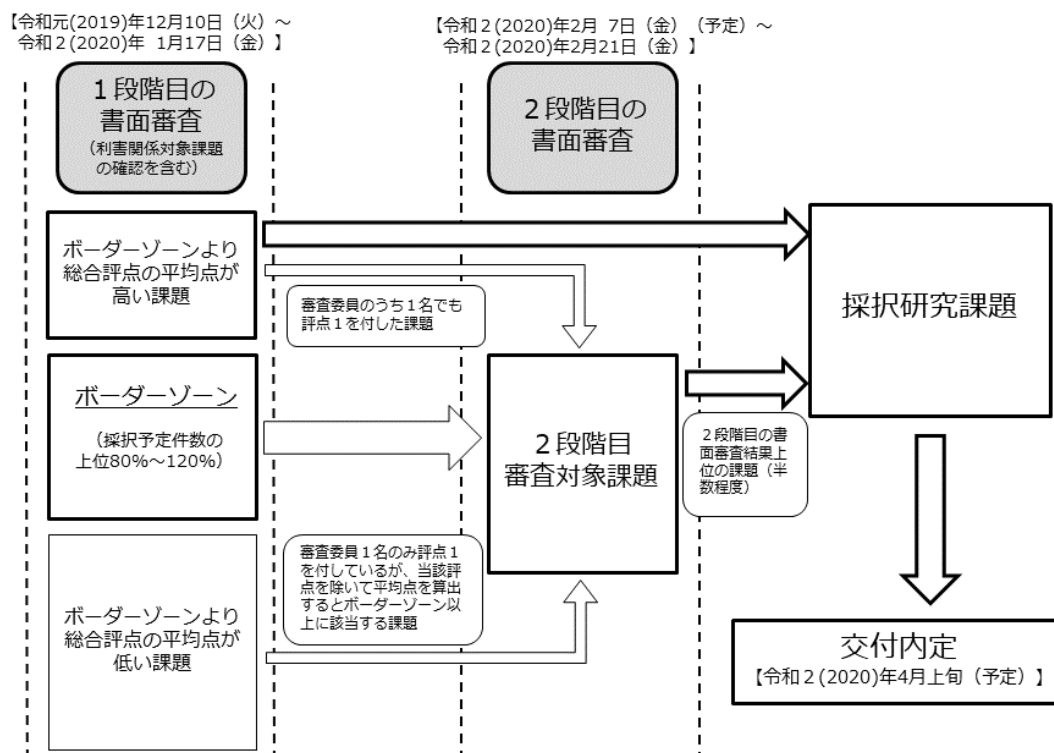 【令和元(2019)年12月10日（火）～
令和２(2020)年 1月17日（金）】
【令和２(2020)年2月 7日（金）（予定）～
令和２(2020)年2月21日（金）】
１段階目の
書面審査
（利害関係対象課題
の確認を含む）
２段階目の
書面審査
ボーダーゾーンより
総合評点の平均点が
高い課題
審査委員のうち１名でも
評点１を付した課題
採択研究課題
ボーダーゾーン
（採択予定件数の
上位80%～120%）
２段階目
審査対象課題
２段階目の書
面審査結果上
位の課題（半
数程度）
審査委員１名のみ評点１
を付しているが、当該評
点を除いて平均点を算出
するとボーダーゾーン以
上に該当する課題
ボーダーゾーンより
総合評点の平均点が
低い課題
交付内定
【令和２(2020)年4月上旬（予定）】